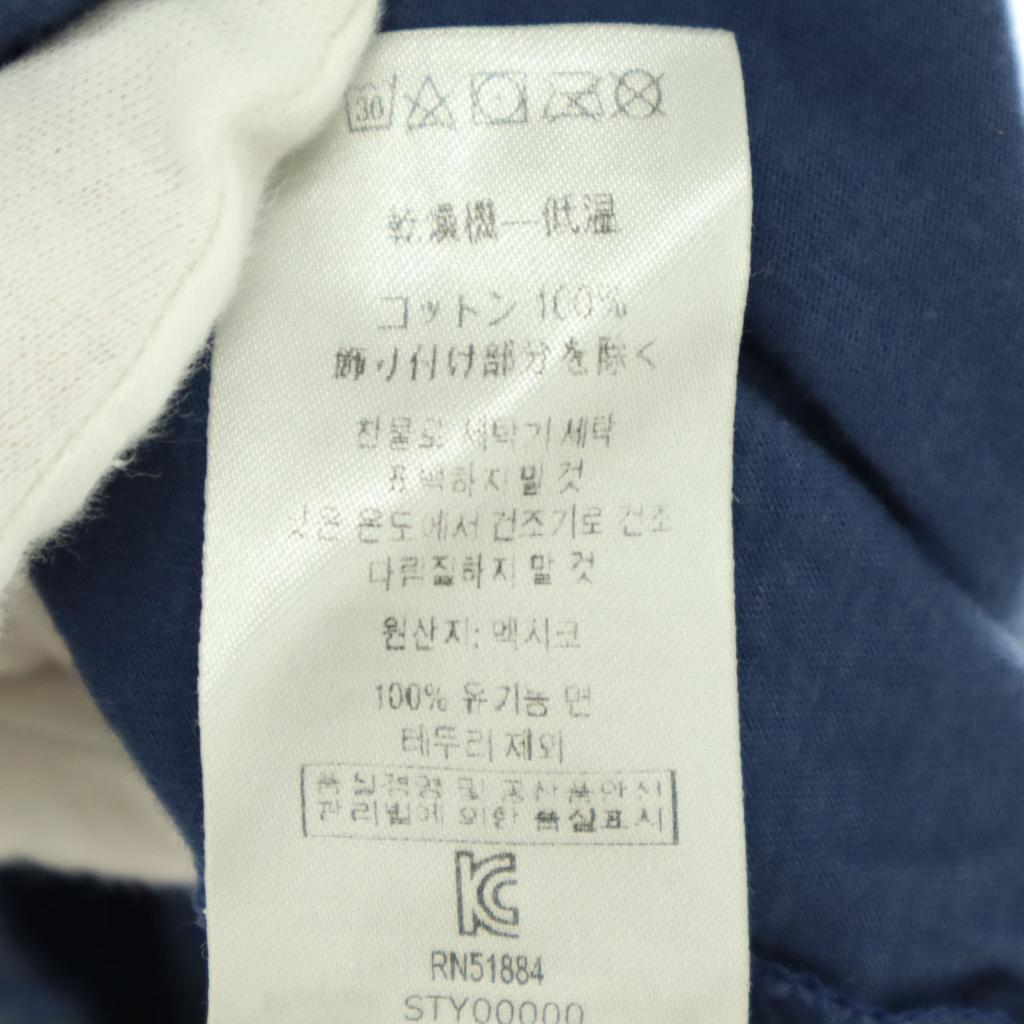 30
乾燥機—低温
コットン 100%
飾り付け部分を除く
찬물로 세탁기 세탁
표백하지 말 것
낮은 온도에서 건조기로 건조
다림질하지 말 것
원산지: 멕시코
100% 유기농 면
테두리 제외
품질경영 및 공산품안전
관리법에 의한 품질표시
KC
RN51884
STY00000